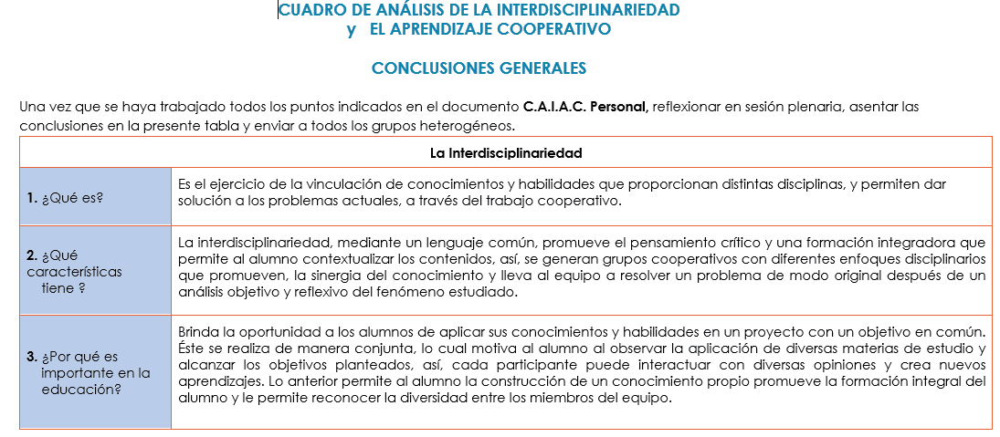 CUADRO DE ANÁLISIS DE LA INTERDISCIPLINARIEDAD
y EL APRENDIZAJE COOPERATIVO
CONCLUSIONES GENERALES
Una vez que se haya trabajado todos los puntos indicados en el documento C.A.I.A.C. Personal, reflexionar en sesión plenaria, asentar las
conclusiones en la presente tabla y enviar a todos los grupos heterogéneos.
La Interdisciplinariedad
1. ¿Qué es?
Es el ejercicio de la vinculación de conocimientos y habilidades que proporcionan distintas disciplinas, y permiten dar
solución a los problemas actuales, a través del trabajo cooperativo.
2. ¿Qué
características
tiene ?
La interdisciplinariedad, mediante un lenguaje común, promueve el pensamiento crítico y una formación integradora que
permite al alumno contextualizar los contenidos, así, se generan grupos cooperativos con diferentes enfoques disciplinarios
que promueven, la sinergia del conocimiento y lleva al equipo a resolver un problema de modo original después de un
análisis objetivo y reflexivo del fenómeno estudiado.
3. ¿Por qué es
importante en la
educación?
Brinda la oportunidad a los alumnos de aplicar sus conocimientos y habilidades en un proyecto con un objetivo en común.
Éste se realiza de manera conjunta, lo cual motiva al alumno al observar la aplicación de diversas materias de estudio y
alcanzar los objetivos planteados, así, cada participante puede interactuar con diversas opiniones y crea nuevos
aprendizajes. Lo anterior permite al alumno la construcción de un conocimiento propio promueve la formación integral del
alumno y le permite reconocer la diversidad entre los miembros del equipo.